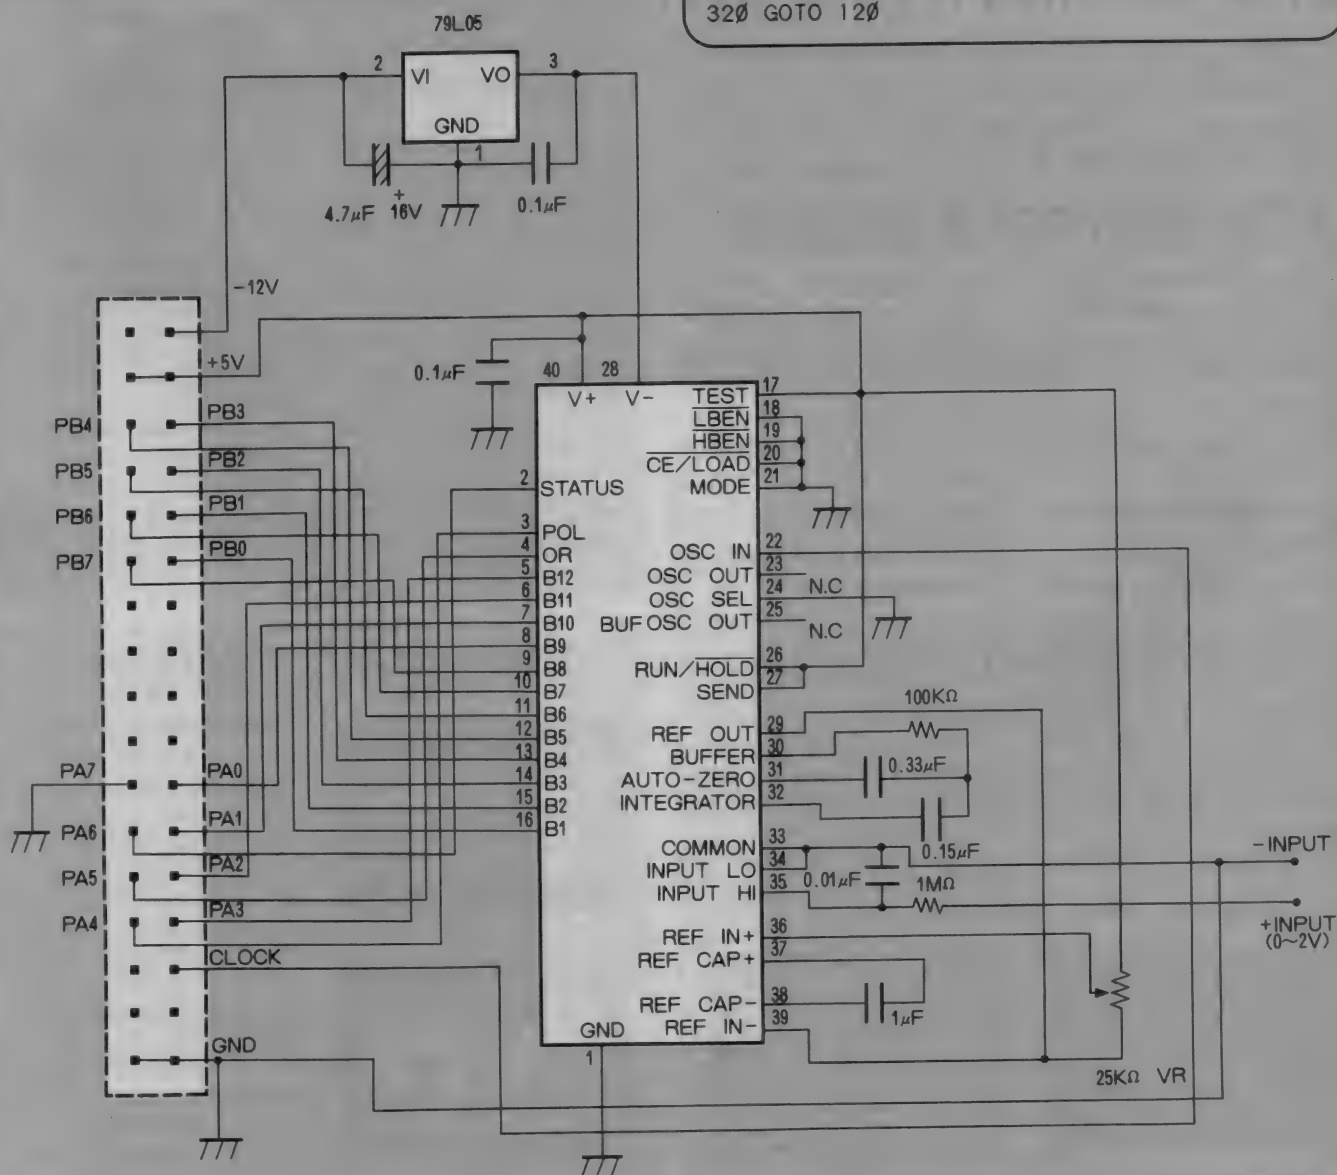 32Ø GOTO 12Ø
79L05
2
VI
VO
3
GND
1
4.7μF
+
16V
0.1μF
-12V
+5V
0.1μF
40
28
V+
V-
PB4
PB3
PB5
PB2
PB6
PB1
PB7
PB0
PA7
PA0
PA6
PA1
PA5
PA2
PA4
PA3
CLOCK
GND
2 STATUS
3 POL
4 OR
5 B12
6 B11
7 B10
8 B9
9 B8
10 B7
11 B6
12 B5
13 B4
14 B3
15 B2
16 B1
GND
1
TEST 17
LBEN 18
HBEN 19
CE/LOAD 20
MODE 21
OSC IN 22
OSC OUT 23
N.C
OSC SEL 24
BUF OSC OUT 25
N.C
RUN/HOLD 26
SEND 27
100KΩ
REF OUT 29
BUFFER 30
AUTO-ZERO 31
0.33μF
INTEGRATOR 32
0.15μF
COMMON 33
INPUT LO 34
0.01μF
INPUT HI 35
1MΩ
-INPUT
+INPUT
(0~2V)
REF IN+ 36
REF CAP+ 37
REF CAP- 38
1μF
REF IN- 39
25KΩ VR